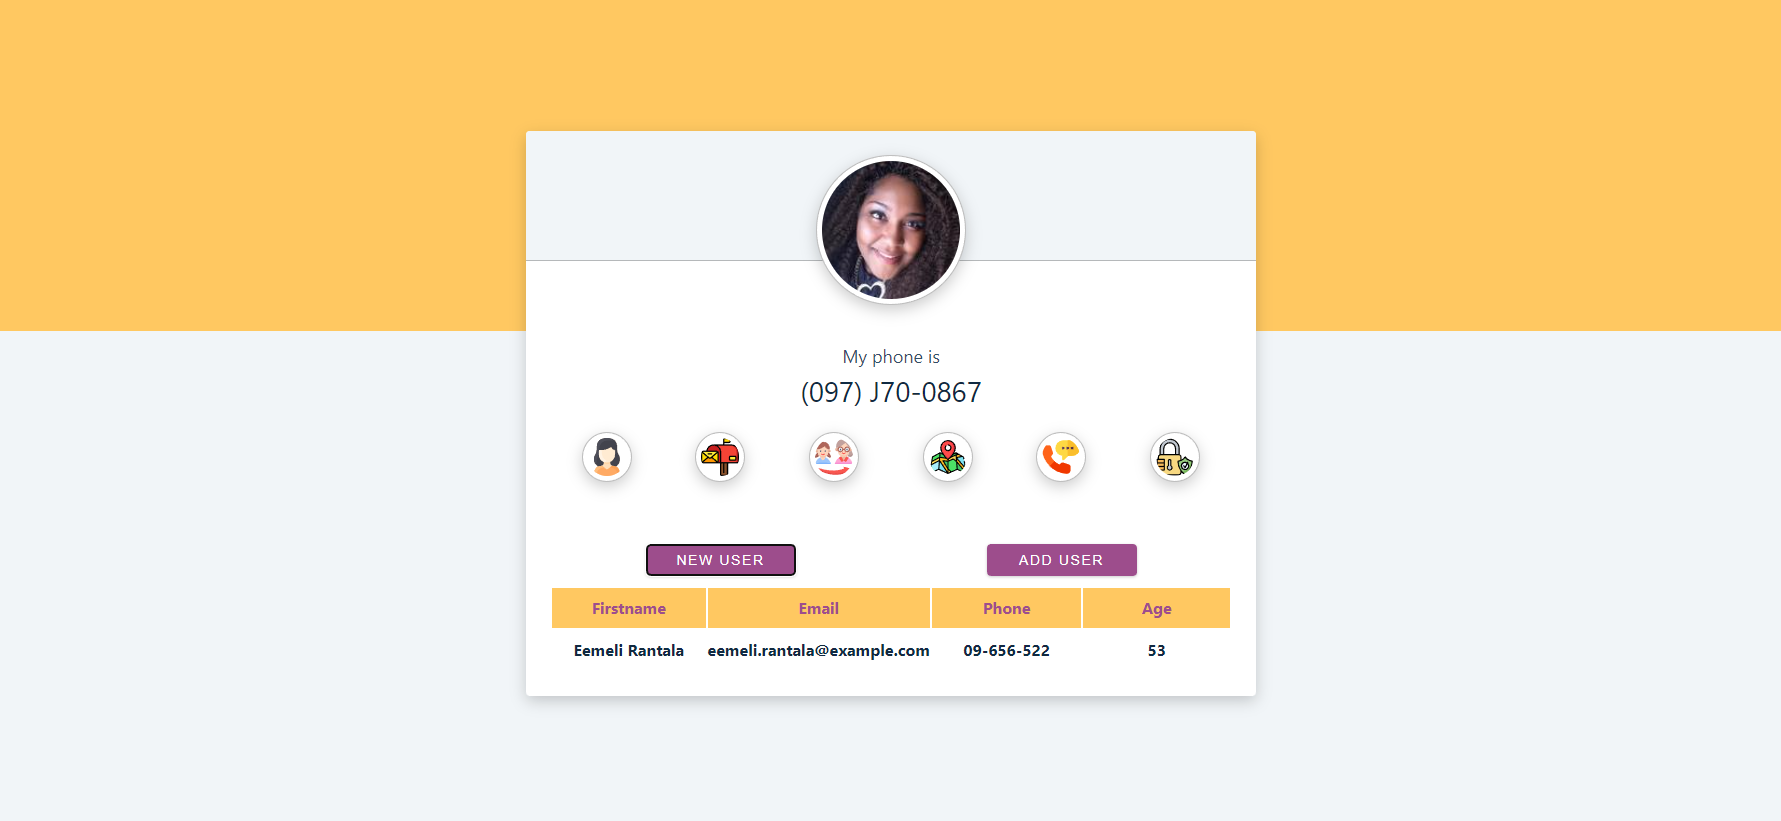 My phone is
(097) J70-0867
NEW USER ADD USER
Firstname Email Phone Age
Eemeli Rantala eemeli.rantala@example.com 09-656-522 53